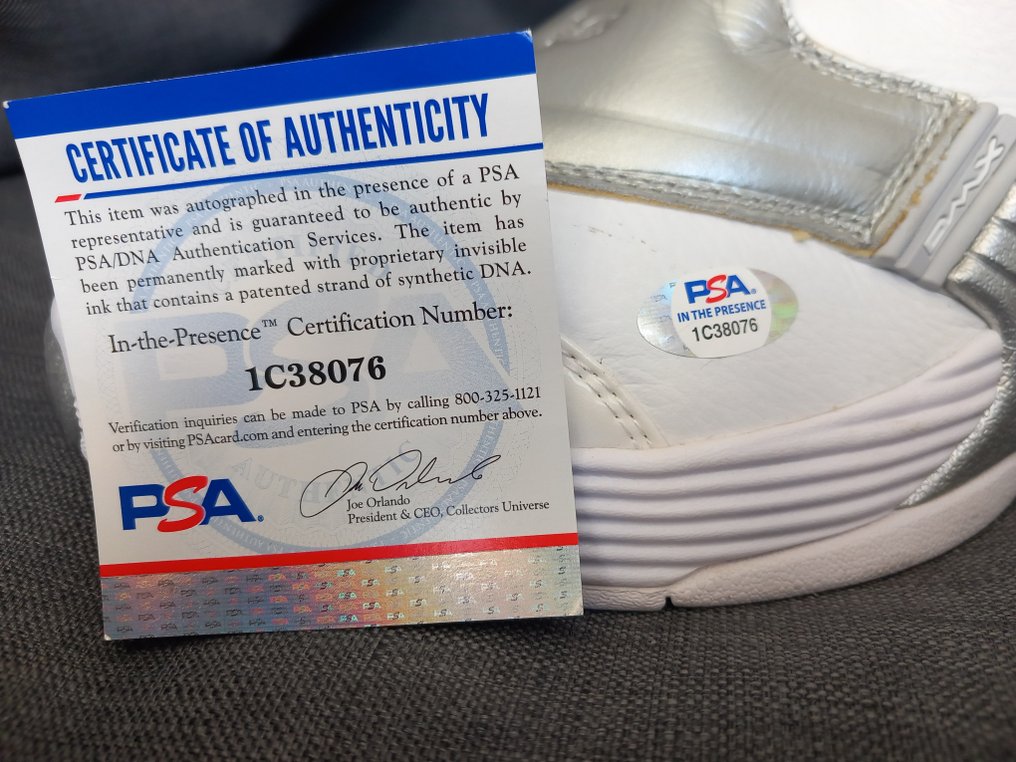 CERTIFICATE OF AUTHENTICITY
This item was autographed in the presence of a PSA
representative and is guaranteed to be authentic by
PSA/DNA Authentication Services. The item has
been permanently marked with proprietary invisible
ink that contains a patented strand of synthetic DNA.
In-the-Presence™ Certification Number:
1C38076
Verification inquiries can be made to PSA by calling 800-325-1121
or by visiting PSAcard.com and entering the certification number above.
PSA®
Joe Orlando
President & CEO, Collectors Universe
PSA®
IN THE PRESENCE
1C38076
DMX